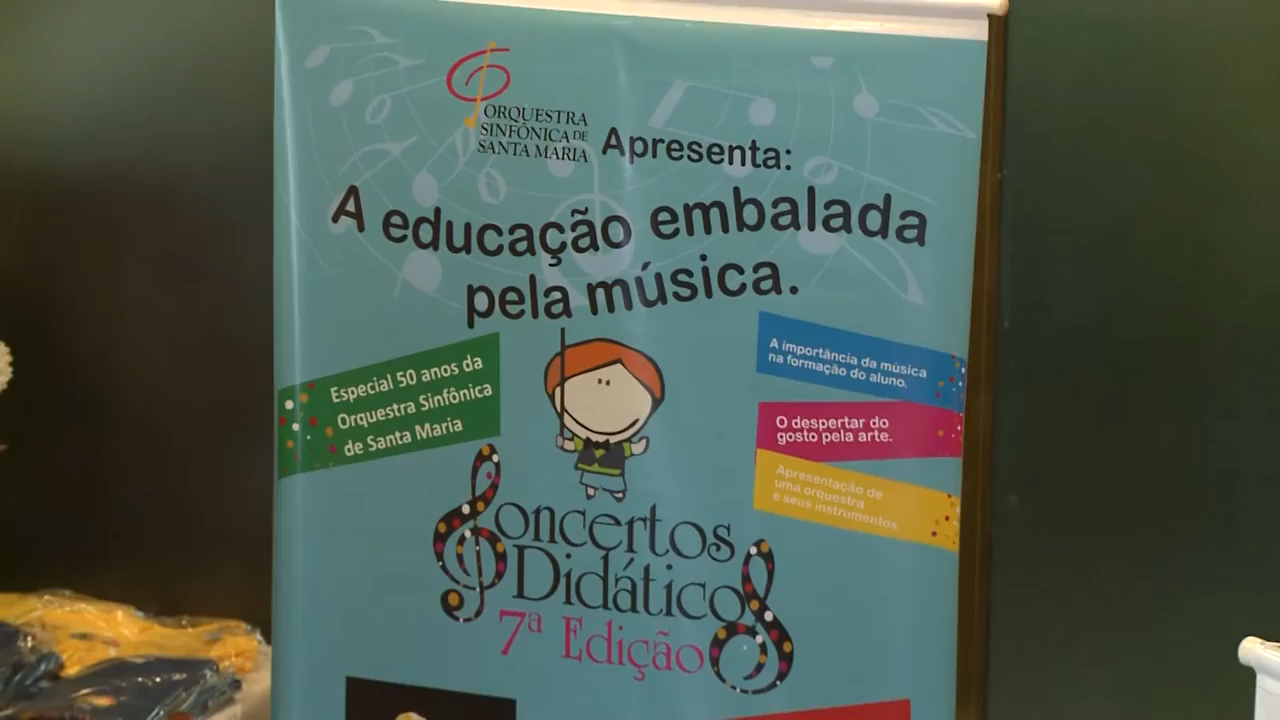 ORQUESTRA
SINFÔNICA DE
SANTA MARIA
Apresenta:
A educação embalada
pela música.
Especial 50 anos da
Orquestra Sinfônica
de Santa Maria
A importância da música
na formação do aluno.
O despertar do
gosto pela arte.
Apresentação de
uma orquestra
e seus instrumentos.
Concertos
Didáticos
7ª Edição